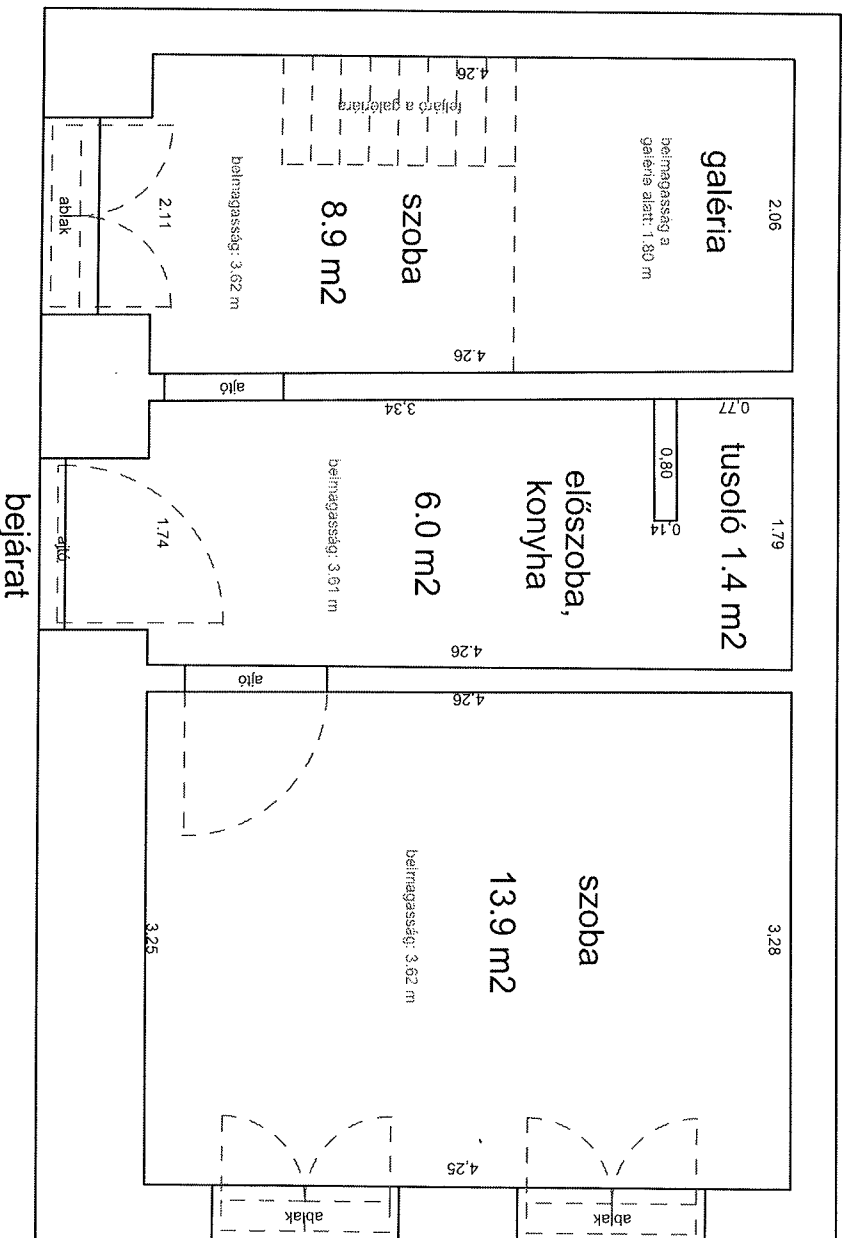 2.06
galéria
belmagasság a
galéria alatt: 1.80 m
4.26
feljáró a galériára
szoba
8.9 m2
belmagasság: 3.62 m
2.11
ablak
4.26
ajtó
3,34
0,77
1.79
tusoló 1.4 m2
0,80
0,14
előszoba,
konyha
6.0 m2
belmagasság: 3.61 m
1.74
ajtó
bejárat
4.26
ajtó
4,26
3,28
szoba
13.9 m2
belmagasság: 3.62 m
3,25
4,25
ablak
ablak